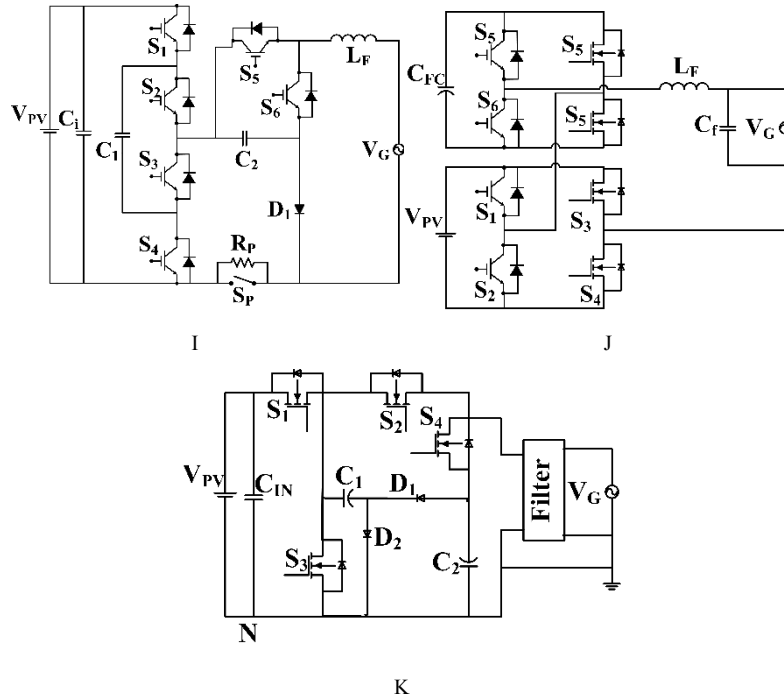 S1
S2
S3
S4
VPV
Ci
C1
C2
S5
S6
LF
VG
D1
RP
SP
I
CFC
S5
S6
S5
S5
LF
Cf
VG
VPV
S1
S2
S3
S4
J
VPV
CIN
S1
S2
S4
C1
D1
D2
S3
C2
Filter
VG
N
K